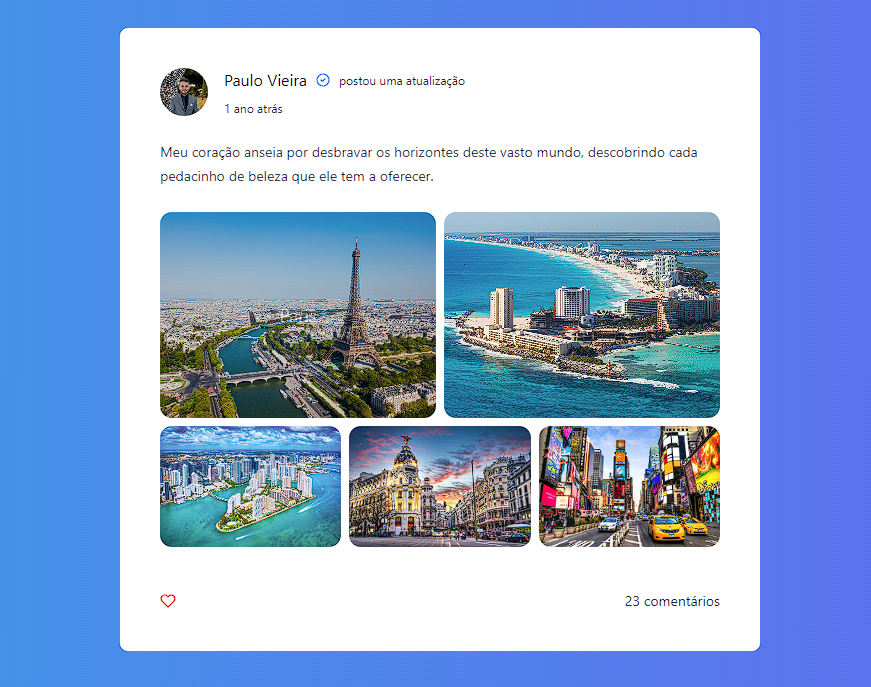 Paulo Vieira postou uma atualização
1 ano atrás
Meu coração anseia por desbravar os horizontes deste vasto mundo, descobrindo cada
pedacinho de beleza que ele tem a oferecer.
23 comentários